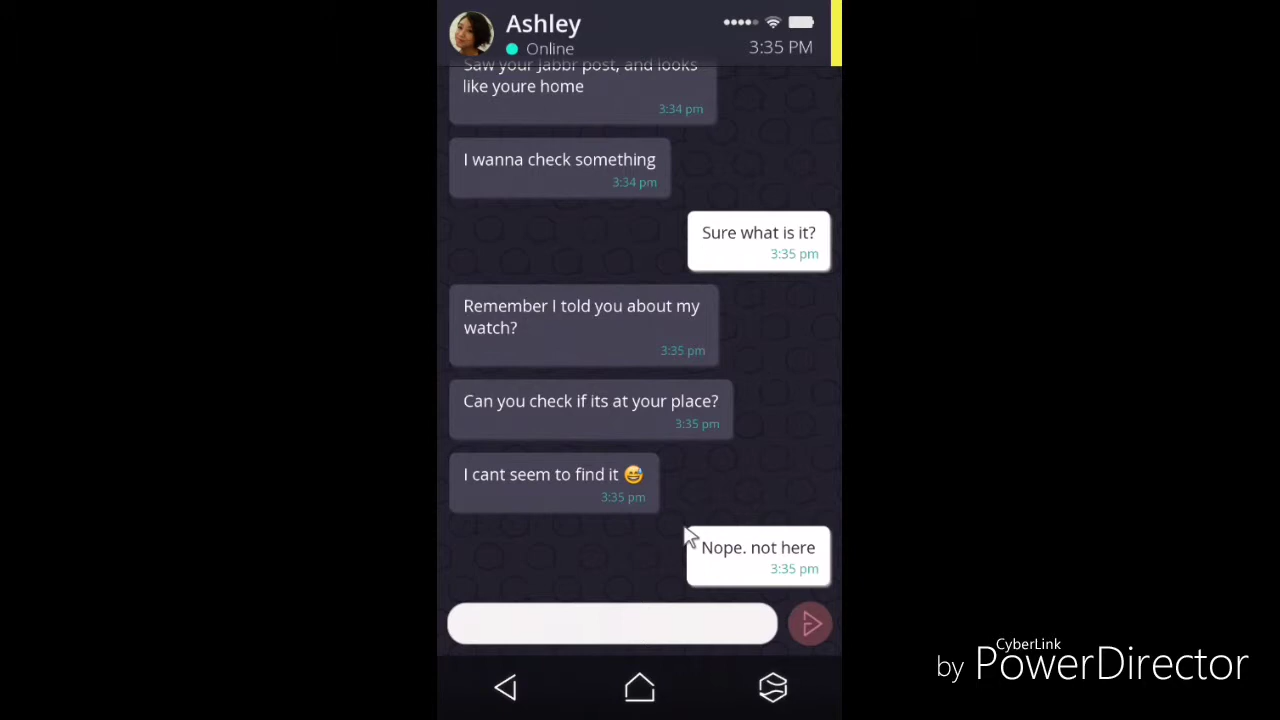 Ashley
Online
3:35 PM
Saw your Jabbr post, and looks
like youre home
3:34 pm
I wanna check something
3:34 pm
Sure what is it?
3:35 pm
Remember I told you about my
watch?
3:35 pm
Can you check if its at your place?
3:35 pm
I cant seem to find it 😅
3:35 pm
Nope. not here
3:35 pm
CyberLink
by PowerDirector